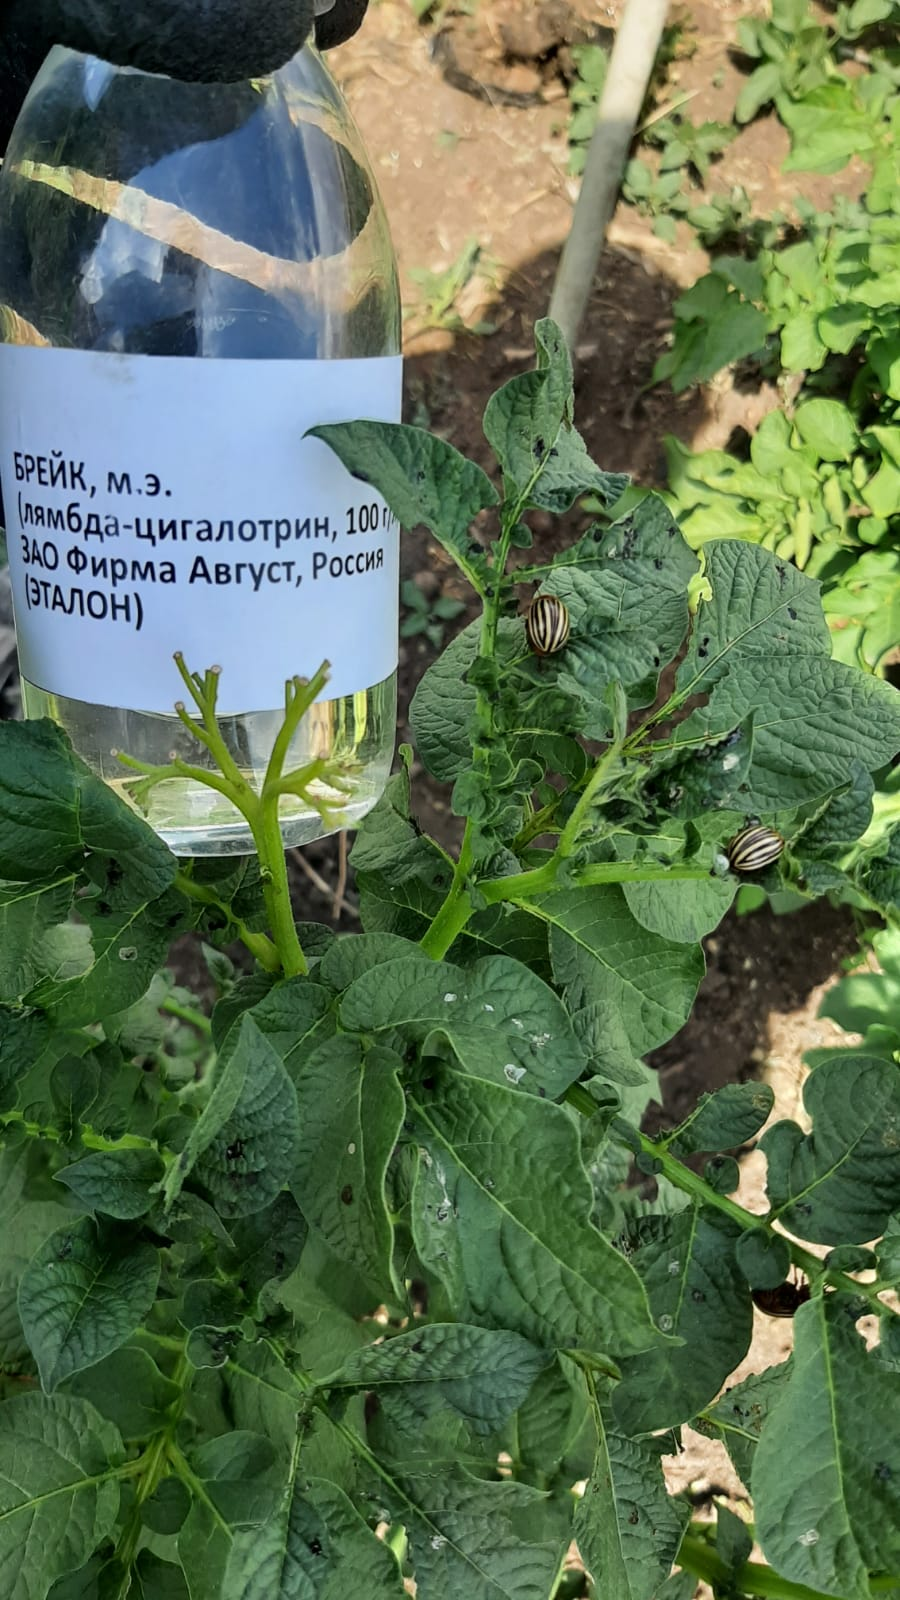 БРЕЙК, м.э.
(лямбда-цигалотрин, 100 г/
ЗАО Фирма Август, Россия
(ЭТАЛОН)